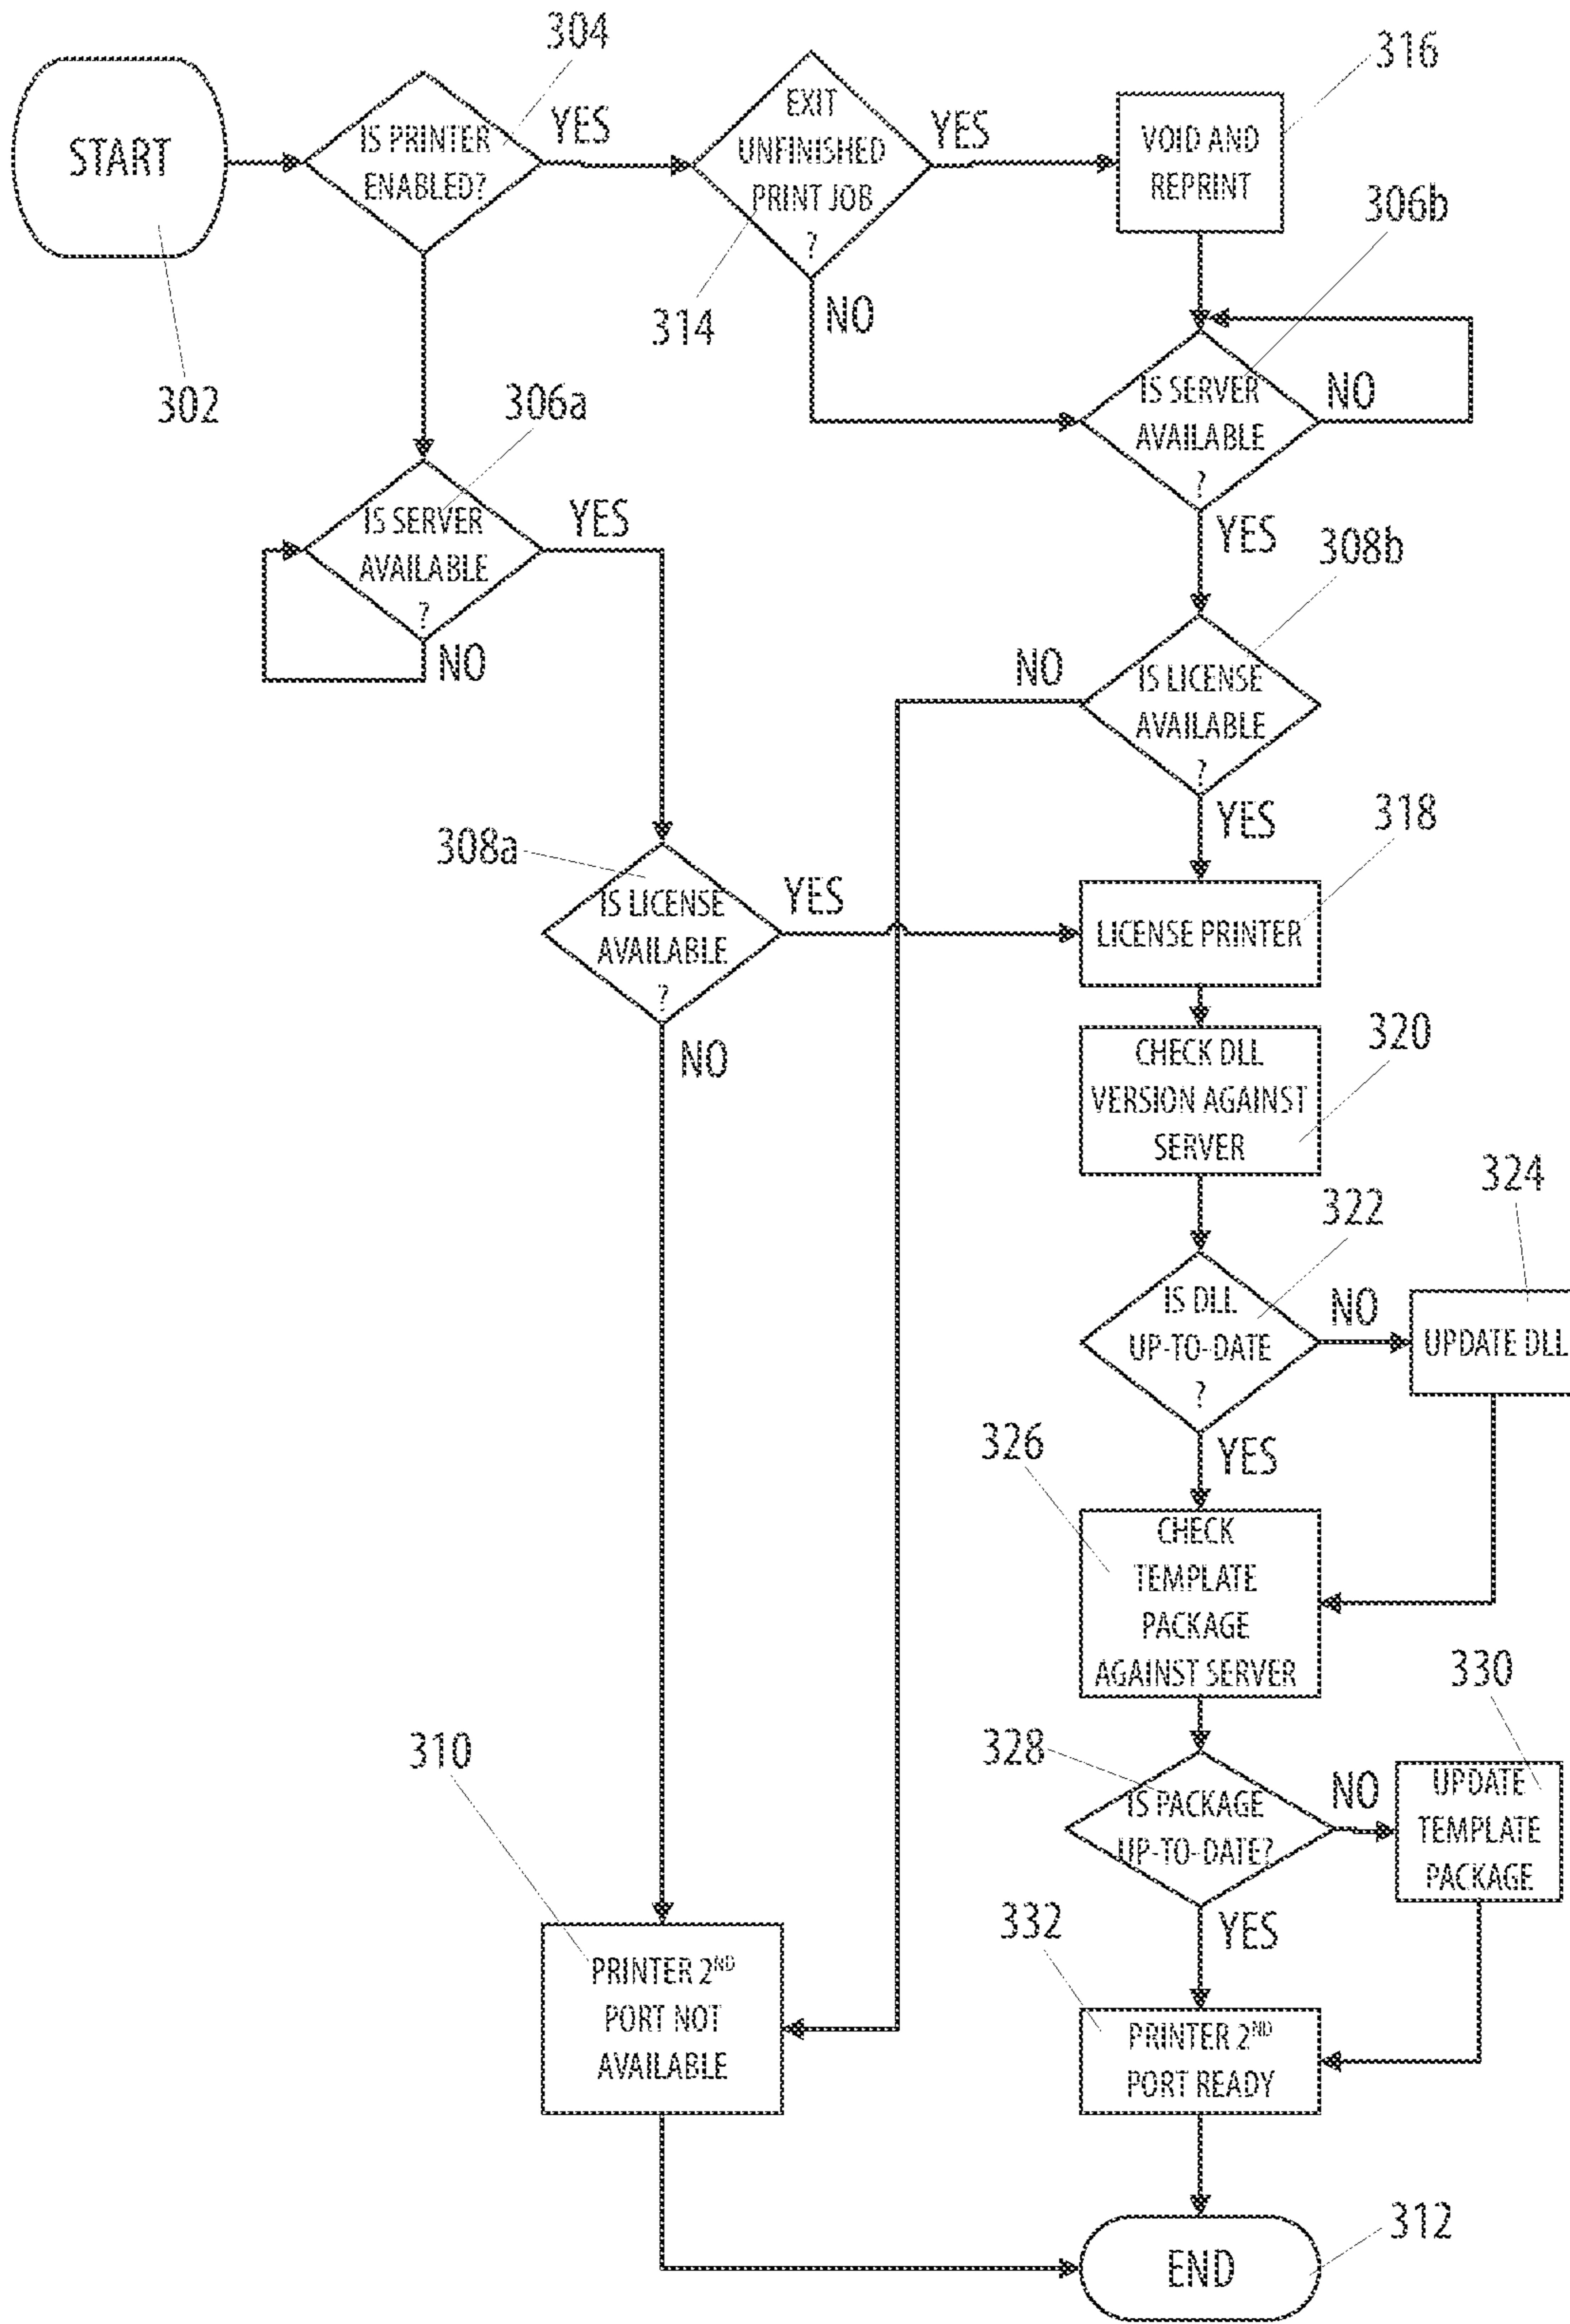 START
302
IS PRINTER
ENABLED?
304
YES
EXIT
UNFINISHED
PRINT JOB
?
314
YES
NO
VOID AND
REPRINT
316
306b
IS SERVER
AVAILABLE
?
NO
YES
306a
IS SERVER
AVAILABLE
?
YES
NO
308b
IS LICENSE
AVAILABLE
?
NO
YES
308a
IS LICENSE
AVAILABLE
?
YES
NO
318
LICENSE PRINTER
320
CHECK DLL
VERSION AGAINST
SERVER
322
IS DLL
UP-TO-DATE
?
NO
YES
324
UPDATE DLL
326
CHECK
TEMPLATE
PACKAGE
AGAINST SERVER
328
IS PACKAGE
UP-TO-DATE?
NO
YES
330
UPDATE
TEMPLATE
PACKAGE
310
PRINTER 2ND
PORT NOT
AVAILABLE
332
PRINTER 2ND
PORT READY
312
END